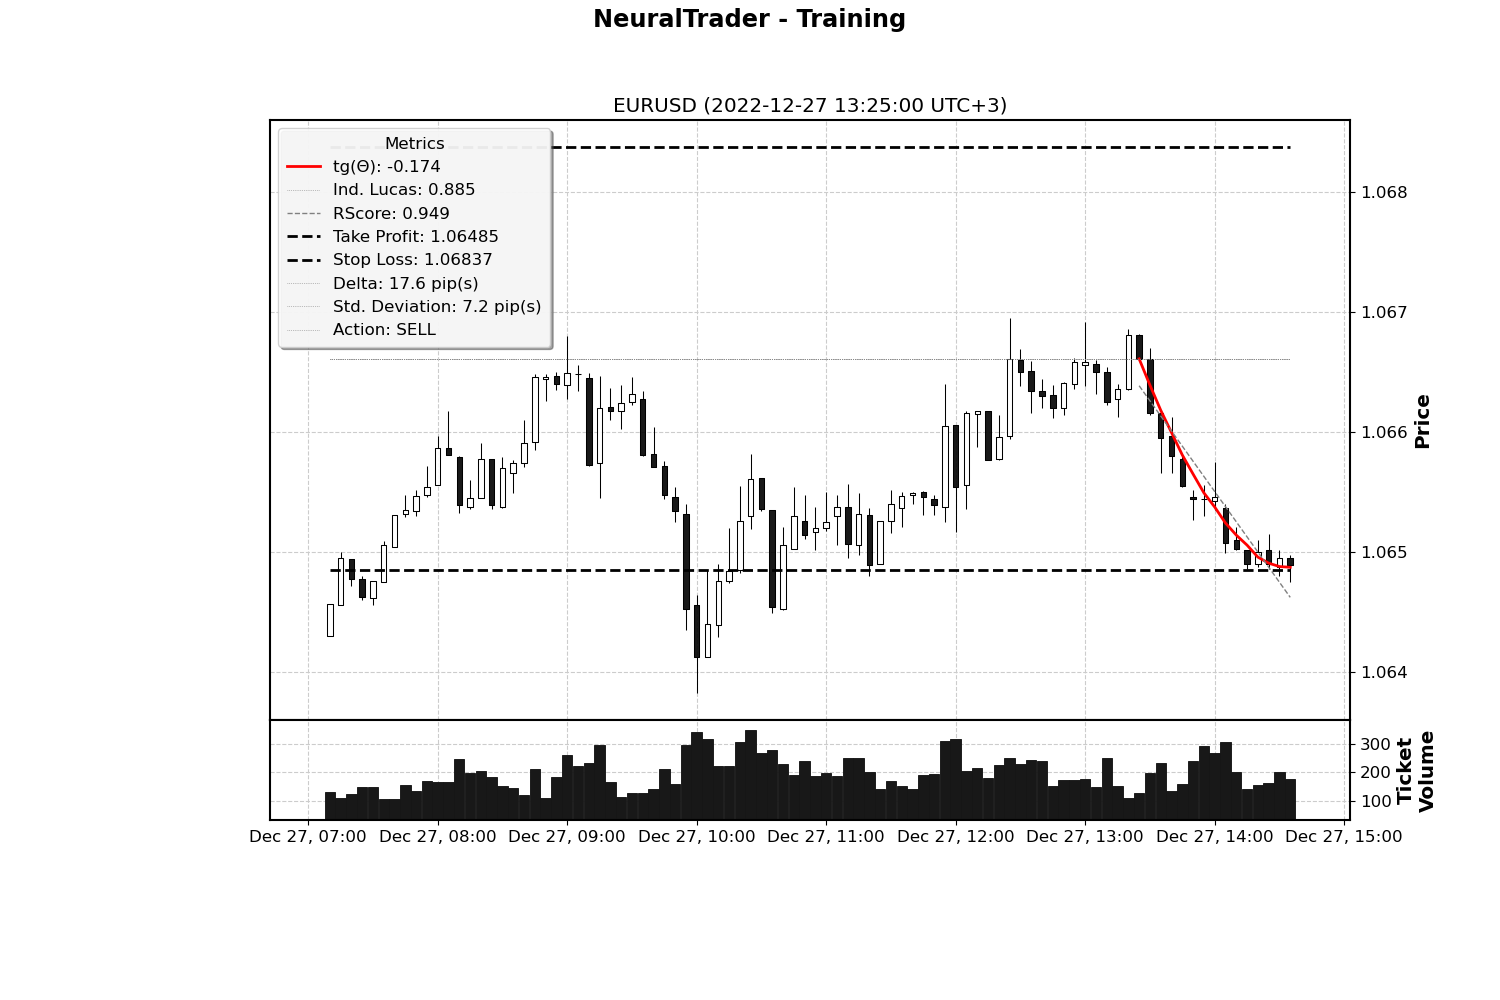 NeuralTrader - Training
EURUSD (2022-12-27 13:25:00 UTC+3)
Metrics
tg(Θ): -0.174
Ind. Lucas: 0.885
RScore: 0.949
Take Profit: 1.06485
Stop Loss: 1.06837
Delta: 17.6 pip(s)
Std. Deviation: 7.2 pip(s)
Action: SELL
1.068
1.067
1.066
1.065
1.064
Price
300
200
100
Ticket
Volume
Dec 27, 07:00 Dec 27, 08:00 Dec 27, 09:00 Dec 27, 10:00 Dec 27, 11:00 Dec 27, 12:00 Dec 27, 13:00 Dec 27, 14:00 Dec 27, 15:00